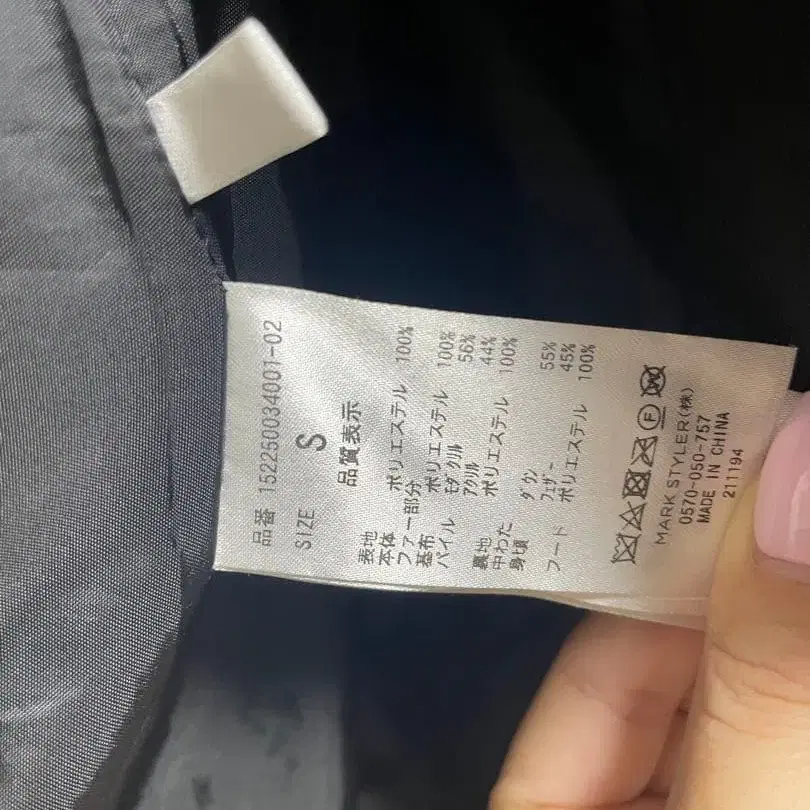 品番 152250034001-02
SIZE S
品質表示
表地
本体 ポリエステル 100%
ファー部分
基布 ポリエステル 100%
パイル モダクリル 56%
アクリル 44%
裏地 ポリエステル 100%
中わた
身頃 ダウン 55%
フェザー 45%
フード ポリエステル 100%
MARK STYLER(株)
0570-050-757
MADE IN CHINA
211194